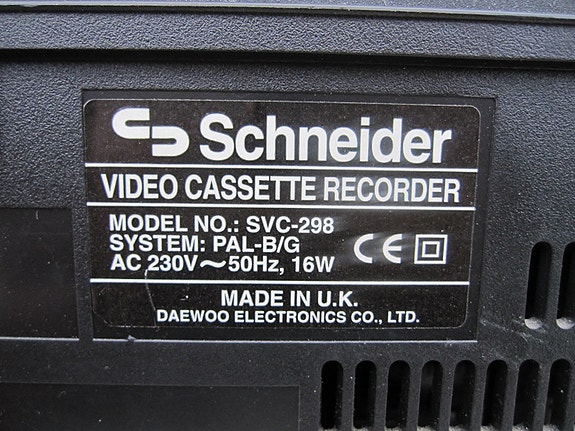 Schneider
VIDEO CASSETTE RECORDER
MODEL NO.: SVC-298
SYSTEM: PAL-B/G
AC 230V~50Hz, 16W
CE
MADE IN U.K.
DAEWOO ELECTRONICS CO., LTD.